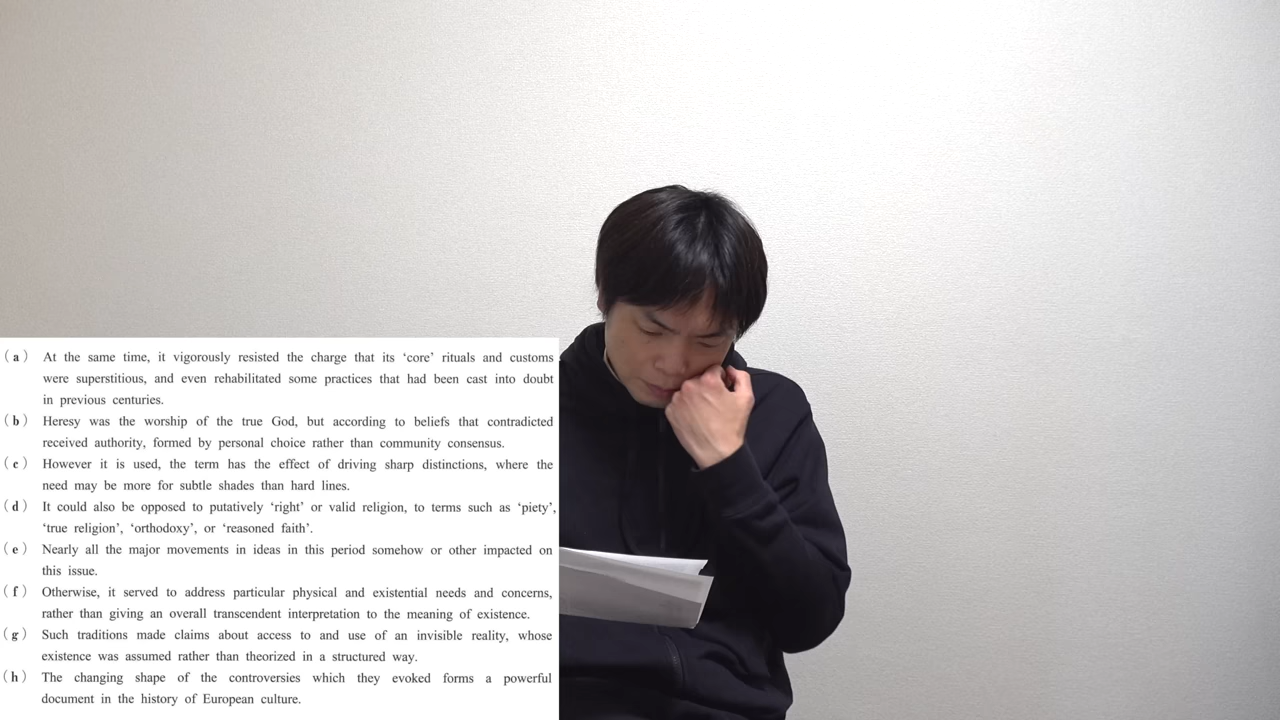 (a) At the same time, it vigorously resisted the charge that its ‘core’ rituals and customs
were superstitious, and even rehabilitated some practices that had been cast into doubt
in previous centuries.
(b) Heresy was the worship of the true God, but according to beliefs that contradicted
received authority, formed by personal choice rather than community consensus.
(c) However it is used, the term has the effect of driving sharp distinctions, where the
need may be more for subtle shades than hard lines.
(d) It could also be opposed to putatively ‘right’ or valid religion, to terms such as ‘piety’,
‘true religion’, ‘orthodoxy’, or ‘reasoned faith’.
(e) Nearly all the major movements in ideas in this period somehow or other impacted on
this issue.
(f) Otherwise, it served to address particular physical and existential needs and concerns,
rather than giving an overall transcendent interpretation to the meaning of existence.
(g) Such traditions made claims about access to and use of an invisible reality, whose
existence was assumed rather than theorized in a structured way.
(h) The changing shape of the controversies which they evoked forms a powerful
document in the history of European culture.